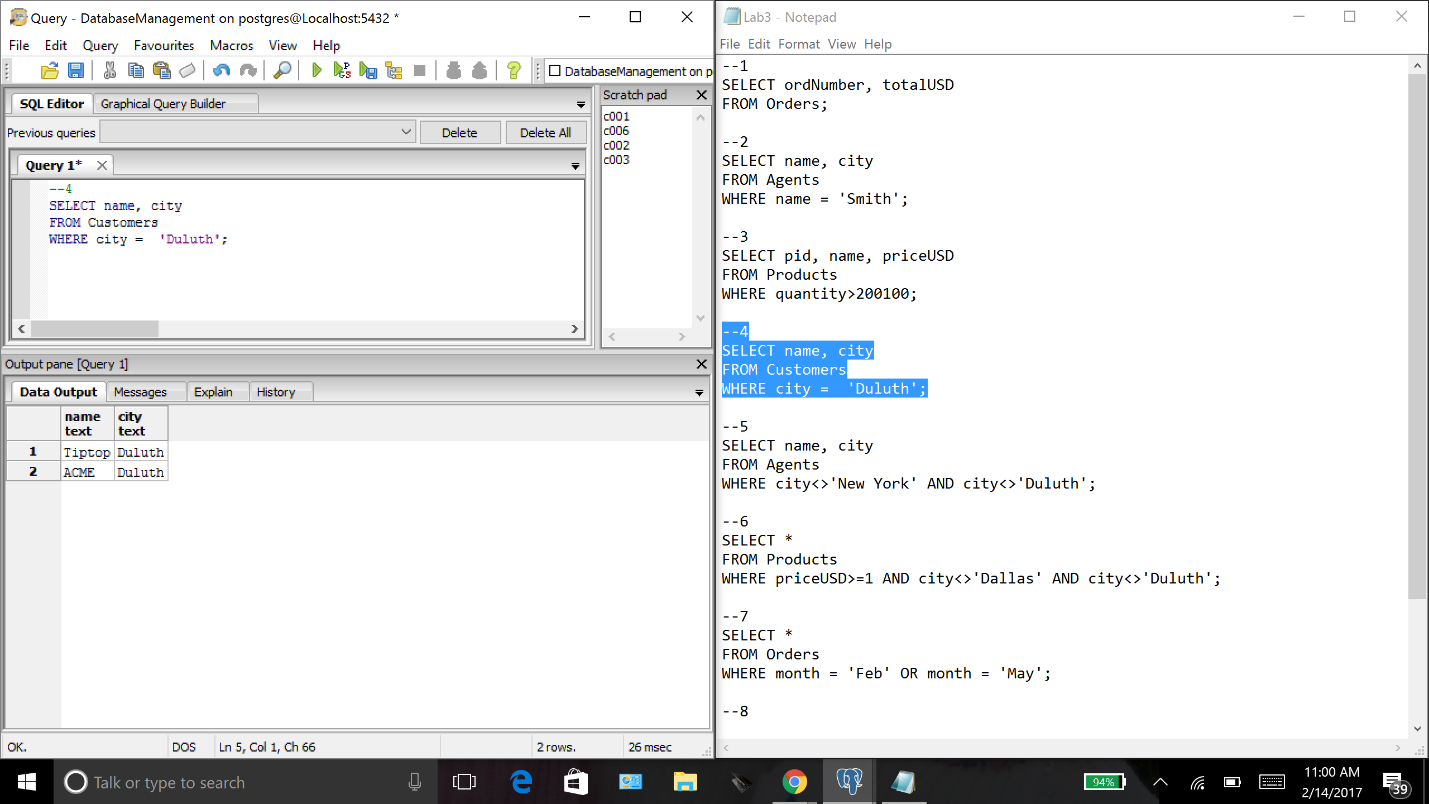 Query - DatabaseManagement on postgres@Localhost:5432 *
File Edit Query Favourites Macros View Help
DatabaseManagement on p
SQL Editor Graphical Query Builder
Previous queries Delete Delete All
Query 1*
--4
SELECT name, city
FROM Customers
WHERE city =  'Duluth';
Scratch pad
c001
c006
c002
c003
Output pane [Query 1]
Data Output Messages Explain History
name city
text text
1 Tiptop Duluth
2 ACME Duluth
OK. DOS Ln 5, Col 1, Ch 66 2 rows. 26 msec
Lab3 - Notepad
File Edit Format View Help
--1
SELECT ordNumber, totalUSD
FROM Orders;
--2
SELECT name, city
FROM Agents
WHERE name = 'Smith';
--3
SELECT pid, name, priceUSD
FROM Products
WHERE quantity>200100;
--4
SELECT name, city
FROM Customers
WHERE city =  'Duluth';
--5
SELECT name, city
FROM Agents
WHERE city<>'New York' AND city<>'Duluth';
--6
SELECT *
FROM Products
WHERE priceUSD>=1 AND city<>'Dallas' AND city<>'Duluth';
--7
SELECT *
FROM Orders
WHERE month = 'Feb' OR month = 'May';
--8
Talk or type to search
94%
11:00 AM
2/14/2017
39